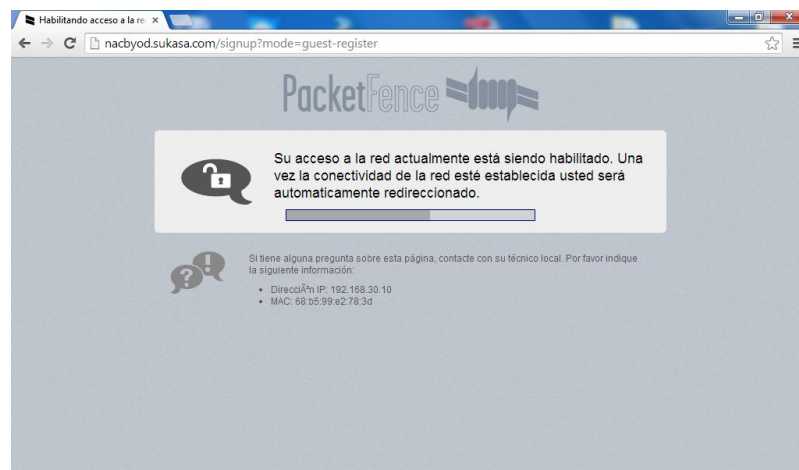 Habilitando acceso a la re
nacbyod.sukasa.com/signup?mode=guest-register
PacketFence
Su acceso a la red actualmente está siendo habilitado. Una
vez la conectividad de la red esté establecida usted será
automaticamente redireccionado.
Si tiene alguna pregunta sobre esta página, contacte con su técnico local. Por favor indique
la siguiente información:
• DirecciÃªn IP: 192.168.30.10
• MAC: 68:b5:99:e2:78:3d